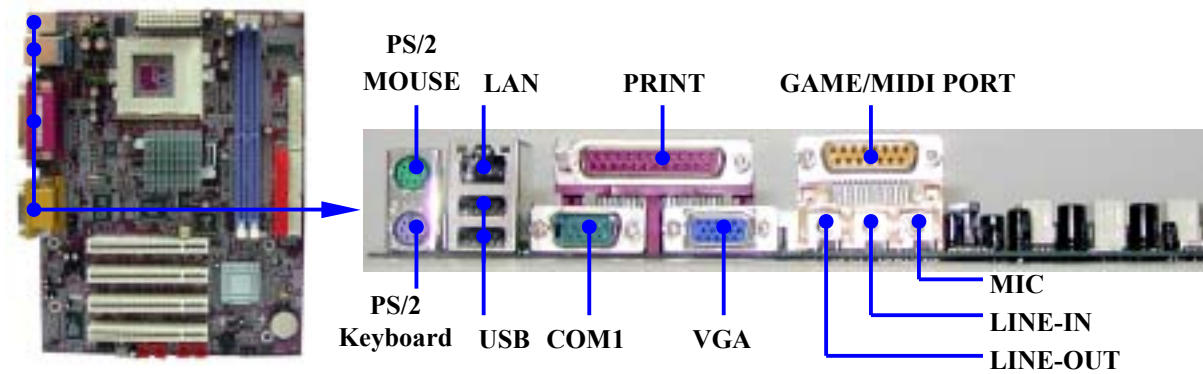 PS/2
MOUSE
LAN
PRINT
GAME/MIDI PORT
PS/2
Keyboard
USB
COM1
VGA
MIC
LINE-IN
LINE-OUT